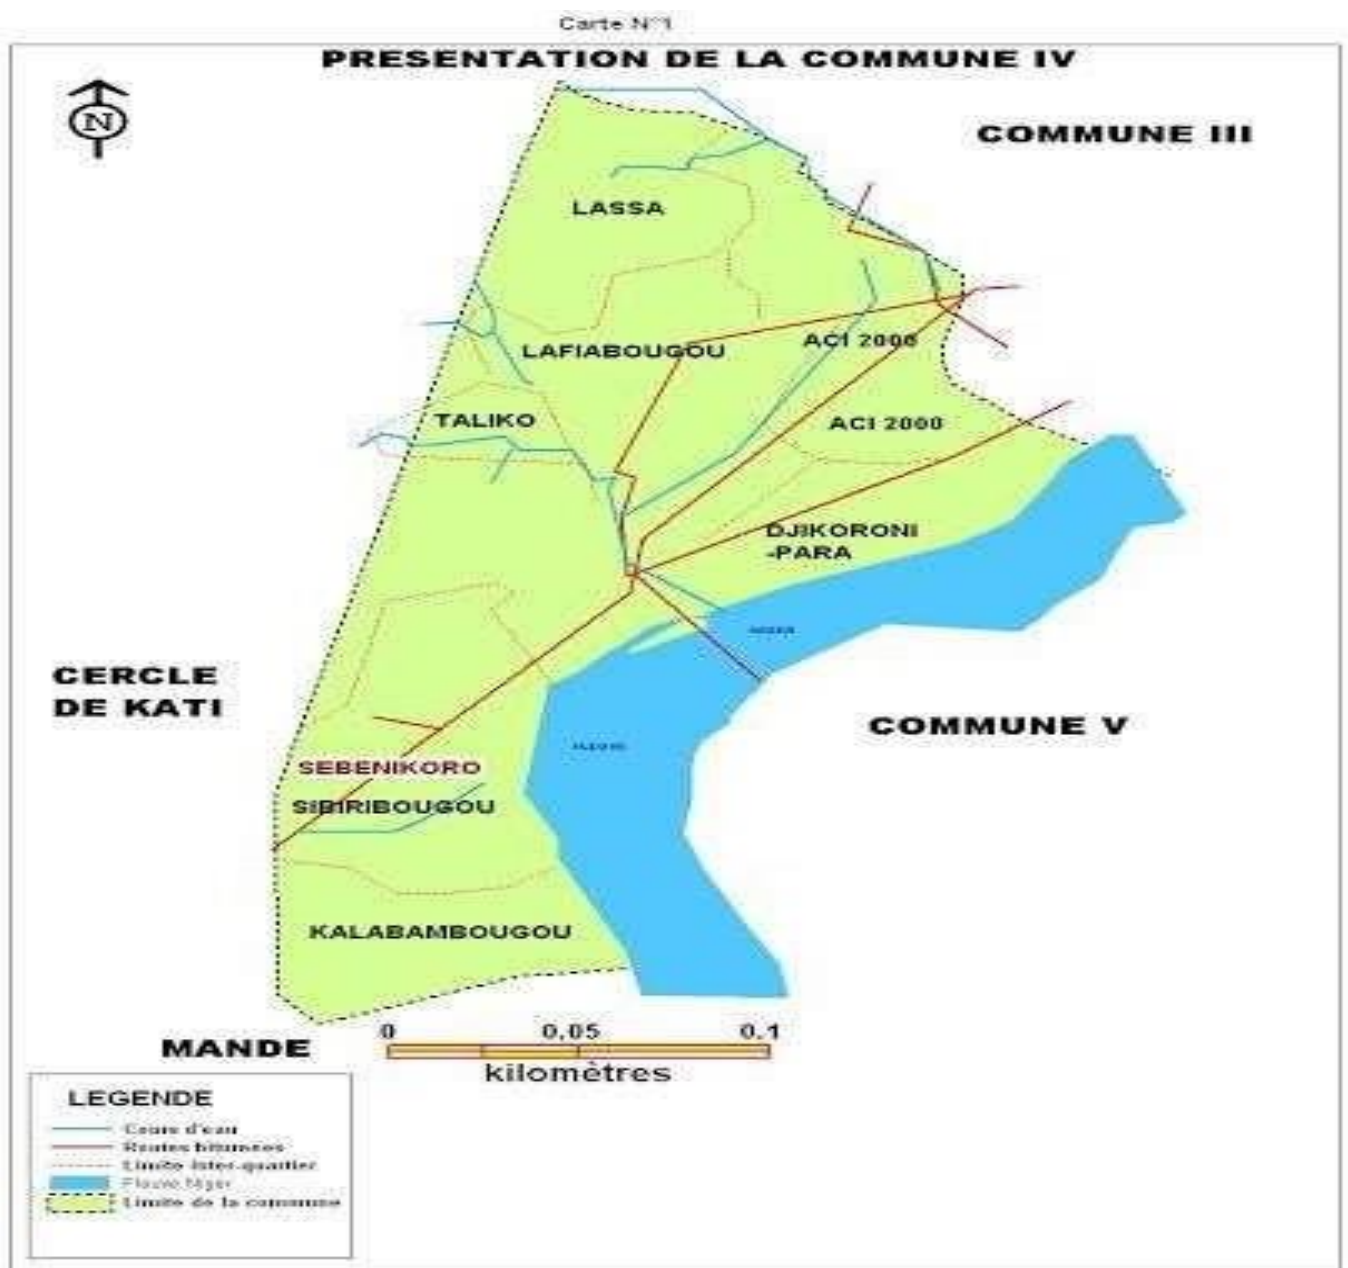 Carte N°1
PRESENTATION DE LA COMMUNE IV
N
COMMUNE III
LASSA
ACI 2000
LAFIABOUGOU
TALIKO
ACI 2000
DJIKORONI
-PARA
CERCLE
DE KATI
COMMUNE V
SEBENIKORO
SIBIRIBOUGOU
KALABAMBOUGOU
0 0,05 0.1
MANDE
kilomètres
LEGENDE
Cours d'eau
Routes bitumées
Limite inter-quartier
Fleuve Niger
Limite de la commune